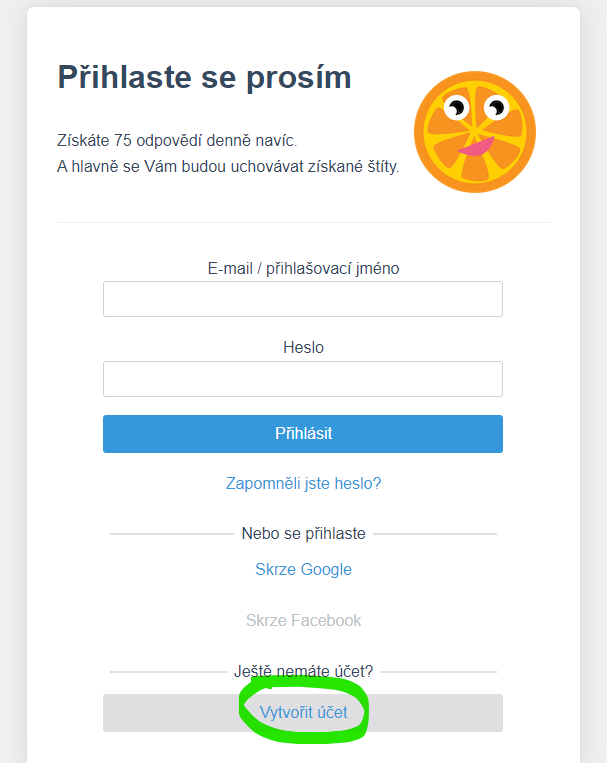 Přihlaste se prosím
Získáte 75 odpovědí denně navíc.
A hlavně se Vám budou uchovávat získané štíty.
E-mail / přihlašovací jméno
Heslo
Přihlásit
Zapomněli jste heslo?
Nebo se přihlaste
Skrze Google
Skrze Facebook
Ještě nemáte účet?
Vytvořit účet